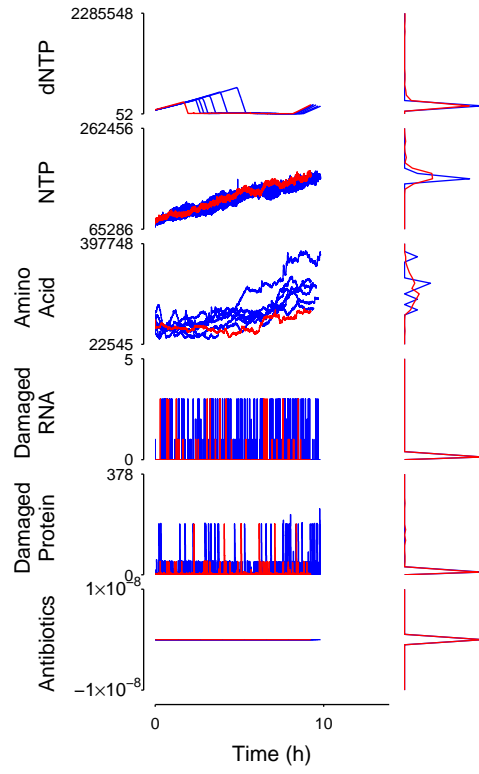 2285548
dNTP
52
262456
NTP
65286
397748
Amino
Acid
22545
5
Damaged
RNA
0
378
Damaged
Protein
0
1×10⁻⁸
Antibiotics
−1×10⁻⁸
0
10
Time (h)